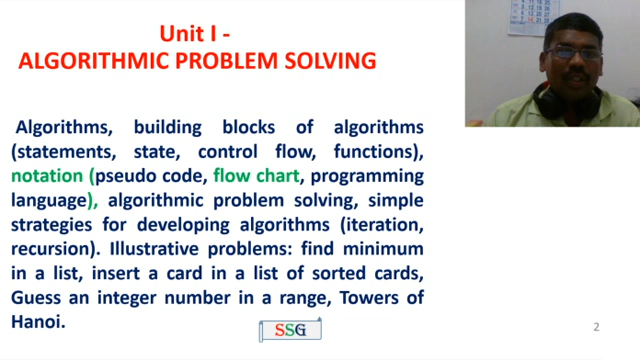 Unit I -
ALGORITHMIC PROBLEM SOLVING
Algorithms, building blocks of algorithms
(statements, state, control flow, functions),
notation (pseudo code, flow chart, programming
language), algorithmic problem solving, simple
strategies for developing algorithms (iteration,
recursion). Illustrative problems: find minimum
in a list, insert a card in a list of sorted cards,
Guess an integer number in a range, Towers of
Hanoi.
SSG
2